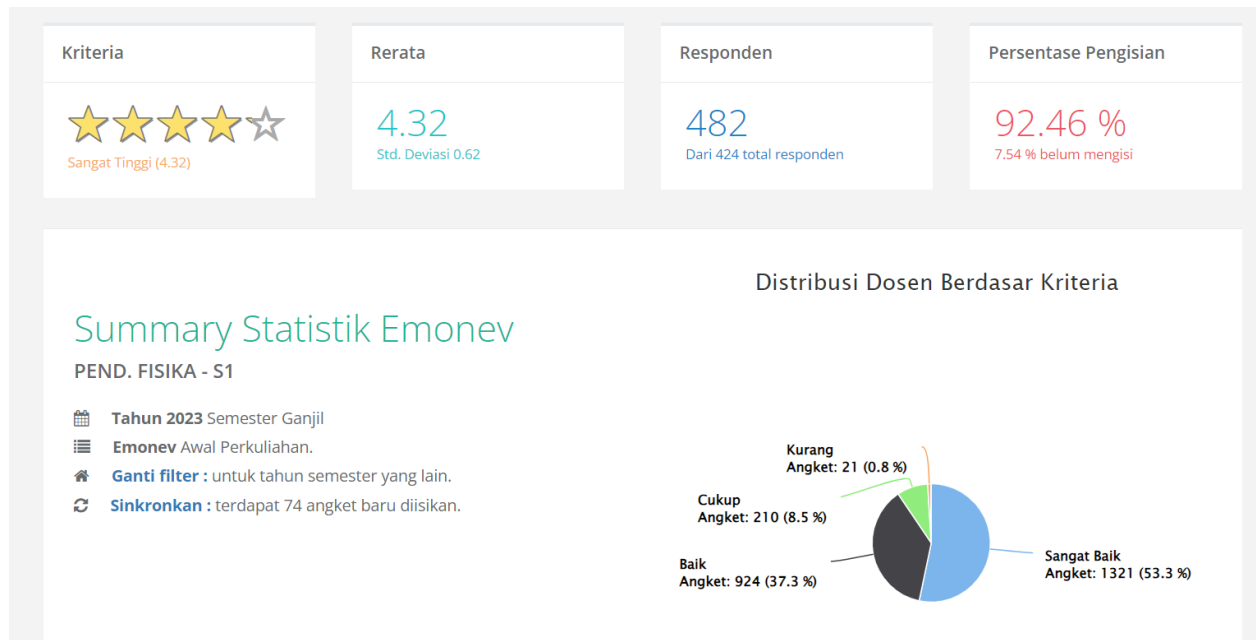 Kriteria
Sangat Tinggi (4.32)
Rerata
4.32
Std. Deviasi 0.62
Responden
482
Dari 424 total responden
Persentase Pengisian
92.46 %
7.54 % belum mengisi
Summary Statistik Emonev
PEND. FISIKA - S1
Tahun 2023 Semester Ganjil
Emonev Awal Perkuliahan.
Ganti filter : untuk tahun semester yang lain.
Sinkronkan : terdapat 74 angket baru diisikan.
Distribusi Dosen Berdasar Kriteria
Kurang
Angket: 21 (0.8 %)
Cukup
Angket: 210 (8.5 %)
Baik
Angket: 924 (37.3 %)
Sangat Baik
Angket: 1321 (53.3 %)